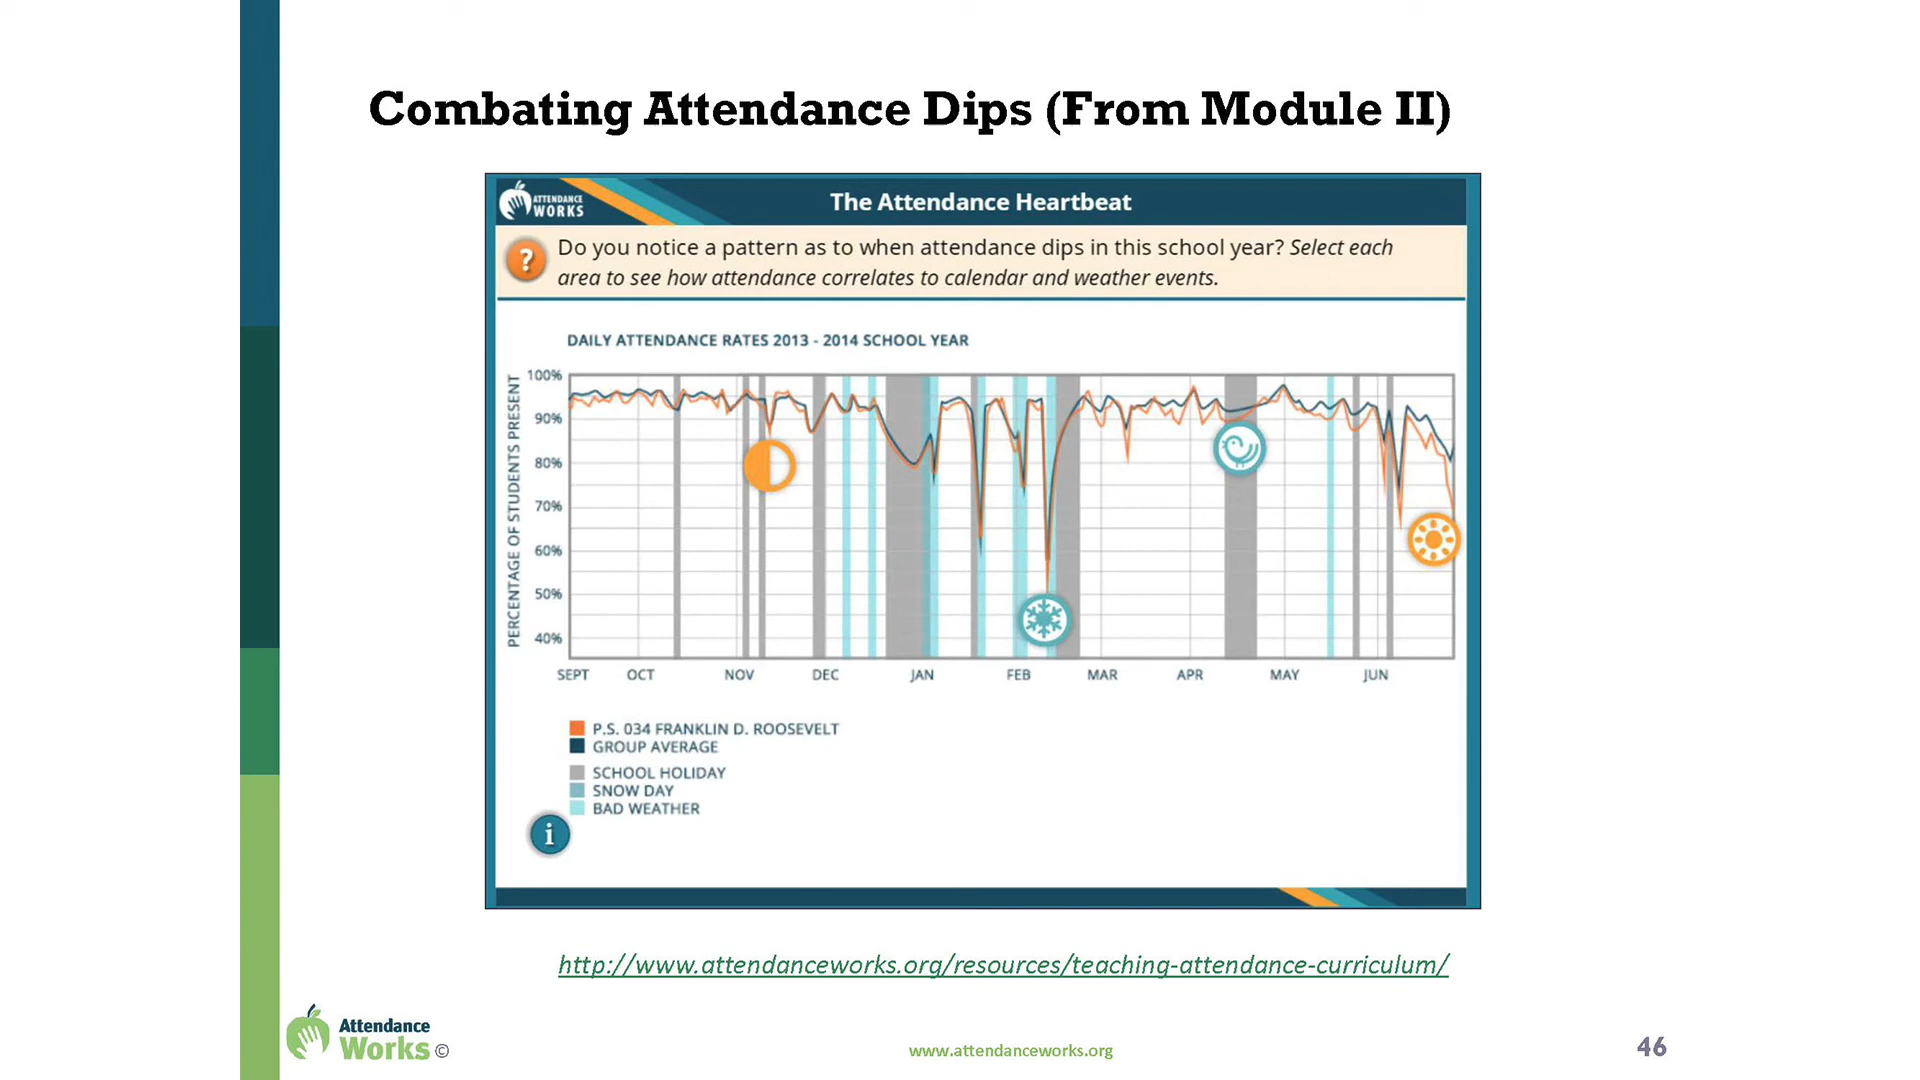 Combating Attendance Dips (From Module II)
ATTENDANCE
WORKS
The Attendance Heartbeat
?
Do you notice a pattern as to when attendance dips in this school year? Select each
area to see how attendance correlates to calendar and weather events.
DAILY ATTENDANCE RATES 2013 - 2014 SCHOOL YEAR
PERCENTAGE OF STUDENTS PRESENT
100%
90%
80%
70%
60%
50%
40%
SEPT OCT NOV DEC JAN FEB MAR APR MAY JUN
P.S. 034 FRANKLIN D. ROOSEVELT
GROUP AVERAGE
SCHOOL HOLIDAY
SNOW DAY
BAD WEATHER
i
http://www.attendanceworks.org/resources/teaching-attendance-curriculum/
Attendance
Works ©
www.attendanceworks.org
46